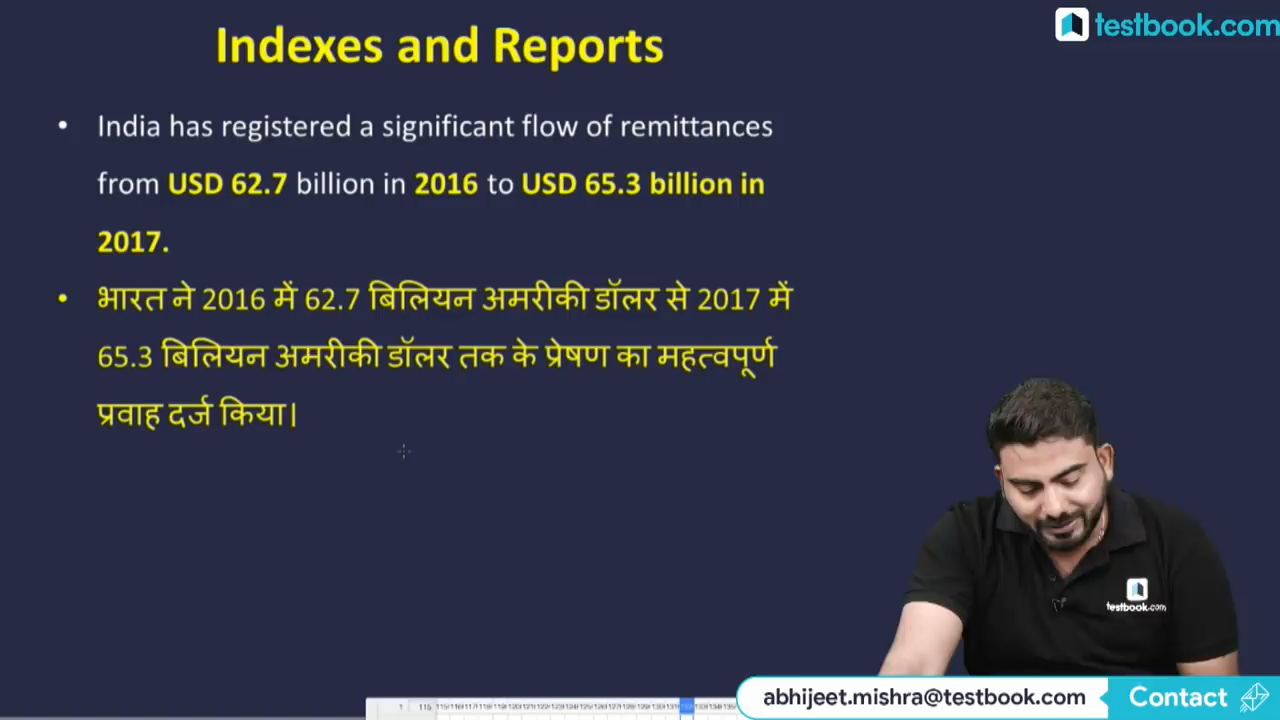 Indexes and Reports
testbook.com
• India has registered a significant flow of remittances
from USD 62.7 billion in 2016 to USD 65.3 billion in
2017.
• भारत ने 2016 में 62.7 बिलियन अमरीकी डॉलर से 2017 में
65.3 बिलियन अमरीकी डॉलर तक के प्रेषण का महत्वपूर्ण
प्रवाह दर्ज किया।
testbook.com
abhijeet.mishra@testbook.com
Contact
1 115